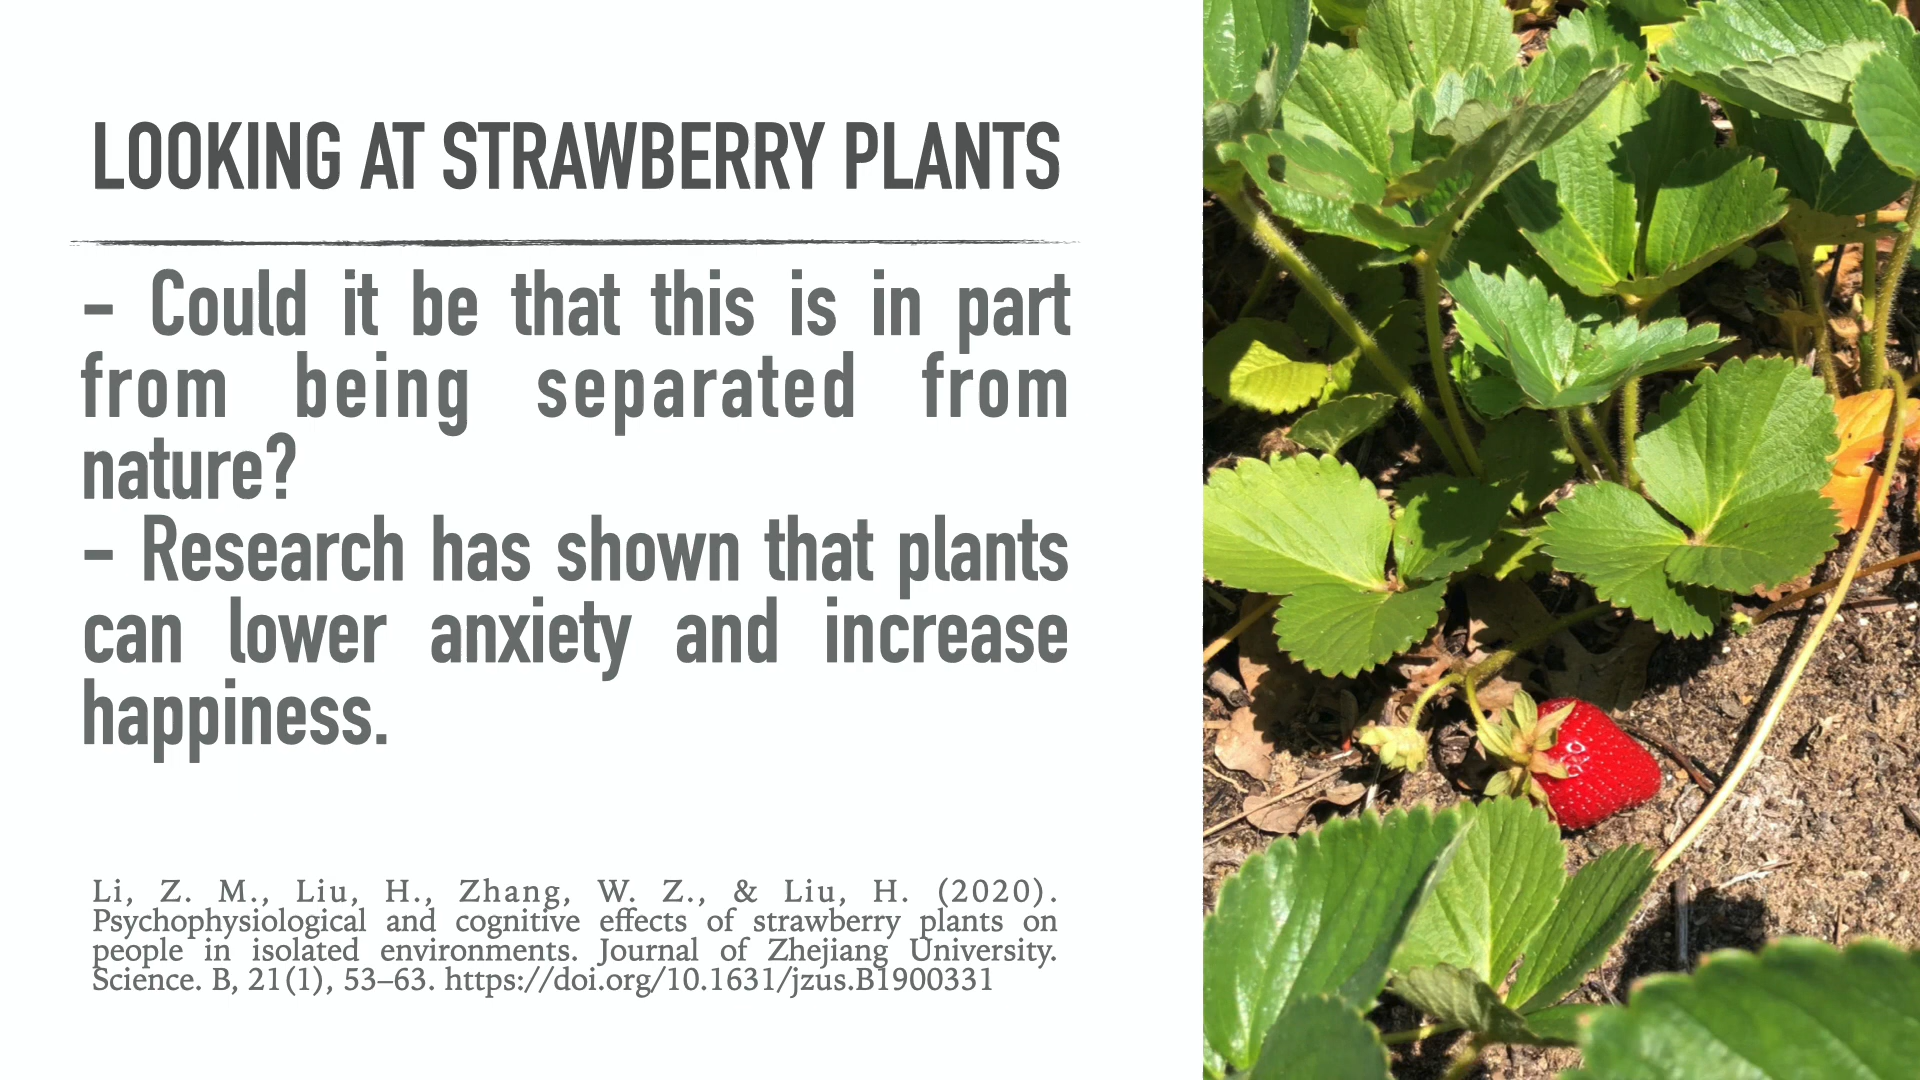 LOOKING AT STRAWBERRY PLANTS
– Could it be that this is in part
from being separated from
nature?
– Research has shown that plants
can lower anxiety and increase
happiness.
Li, Z. M., Liu, H., Zhang, W. Z., & Liu, H. (2020).
Psychophysiological and cognitive effects of strawberry plants on
people in isolated environments. Journal of Zhejiang University.
Science. B, 21(1), 53–63. https://doi.org/10.1631/jzus.B1900331